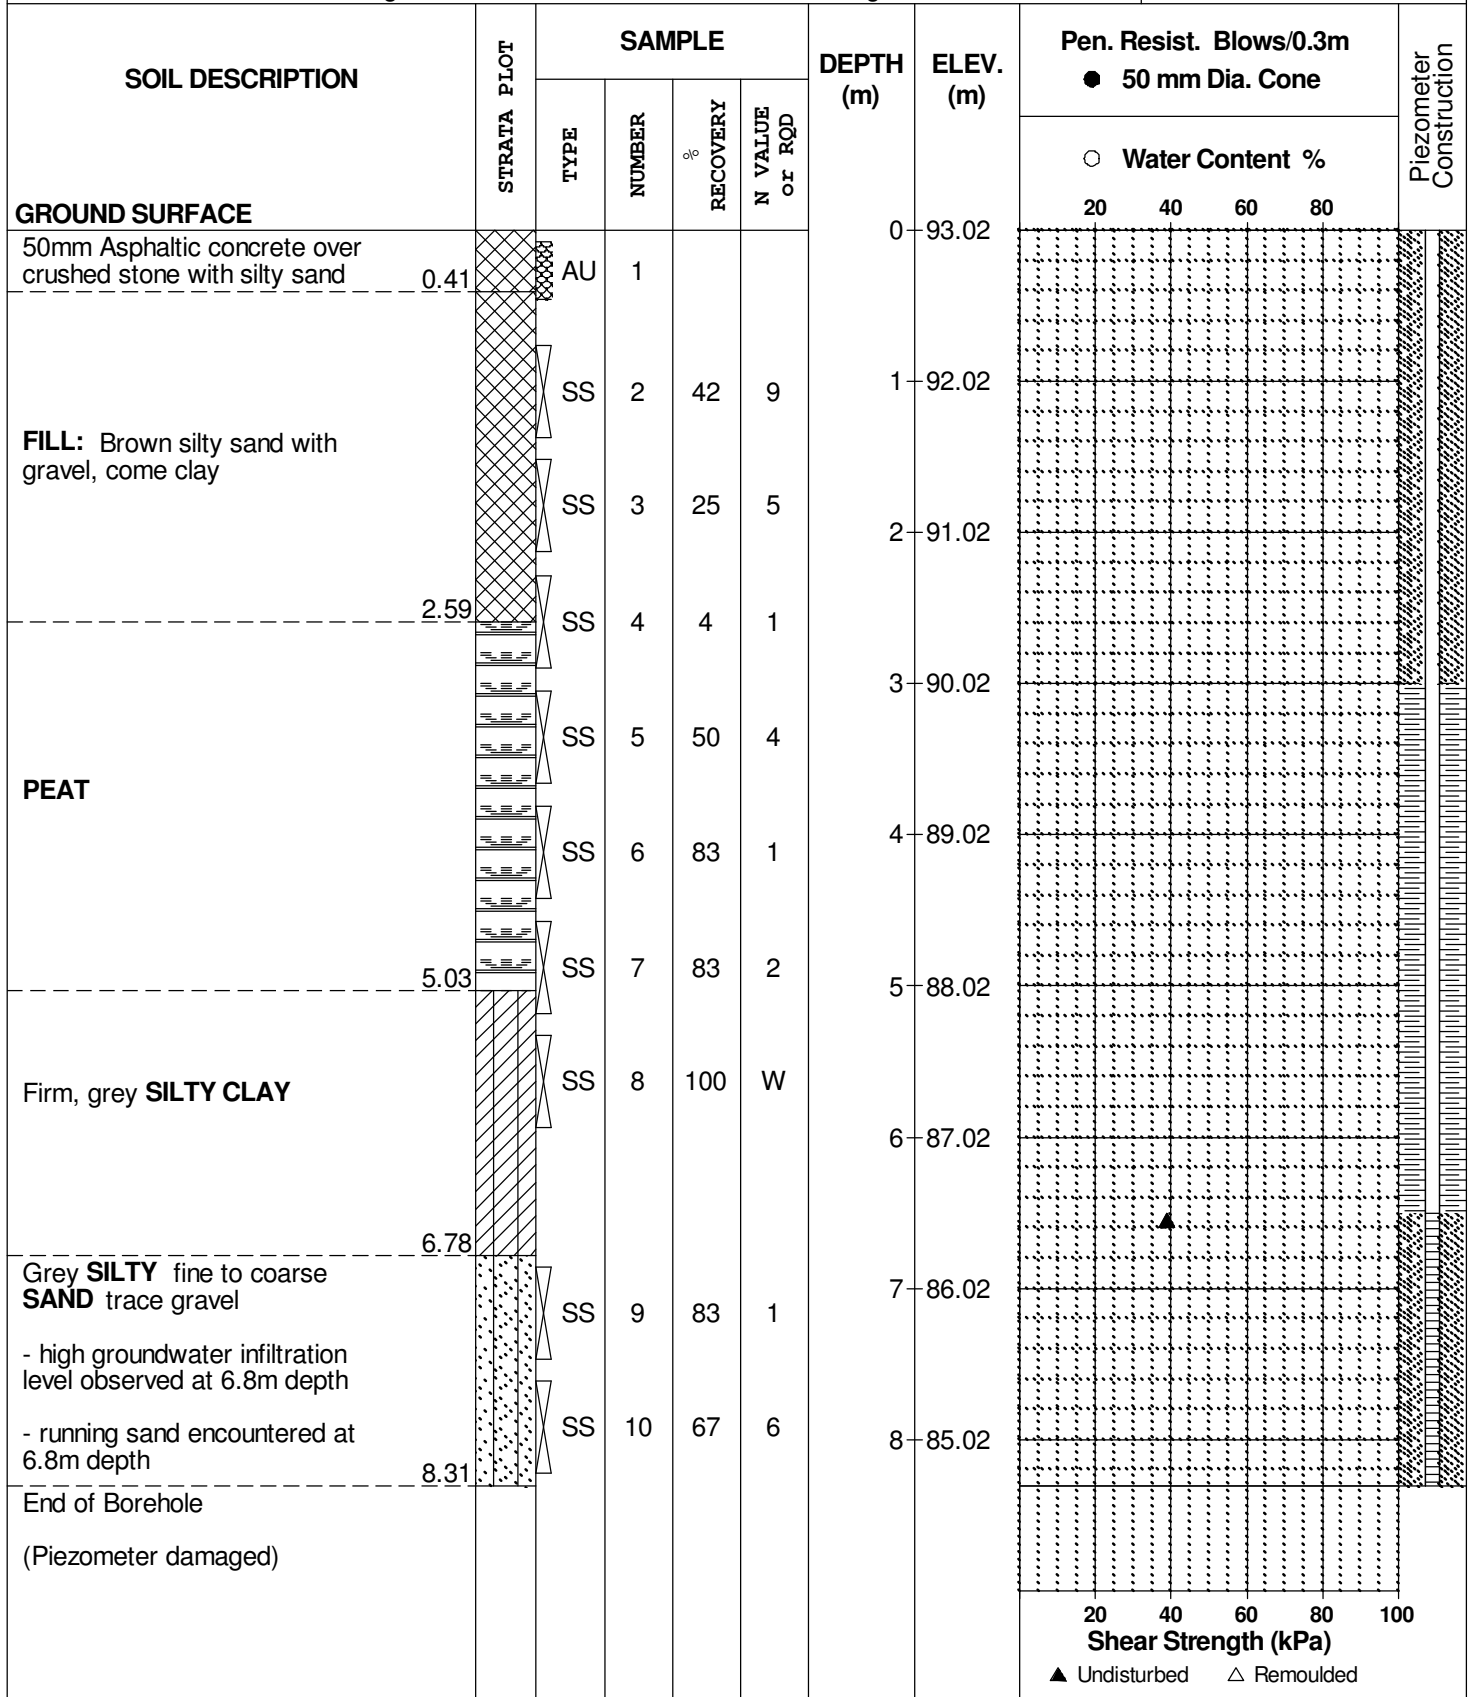 SOIL DESCRIPTION
GROUND SURFACE
STRATA PLOT
SAMPLE
TYPE
NUMBER
%
RECOVERY
N VALUE
or RQD
DEPTH
(m)
ELEV.
(m)
Pen. Resist. Blows/0.3m
● 50 mm Dia. Cone
○ Water Content %
20 40 60 80
Piezometer
Construction
0 93.02
50mm Asphaltic concrete over
crushed stone with silty sand 0.41
AU 1
1 92.02
SS 2 42 9
FILL: Brown silty sand with
gravel, come clay
SS 3 25 5
2 91.02
2.59
SS 4 4 1
3 90.02
SS 5 50 4
PEAT
4 89.02
SS 6 83 1
SS 7 83 2
5.03
5 88.02
SS 8 100 W
Firm, grey SILTY CLAY
6 87.02
6.78
Grey SILTY fine to coarse
SAND trace gravel
7 86.02
SS 9 83 1
- high groundwater infiltration
level observed at 6.8m depth
SS 10 67 6
- running sand encountered at
6.8m depth
8 85.02
8.31
End of Borehole
(Piezometer damaged)
20 40 60 80 100
Shear Strength (kPa)
▲ Undisturbed △ Remoulded